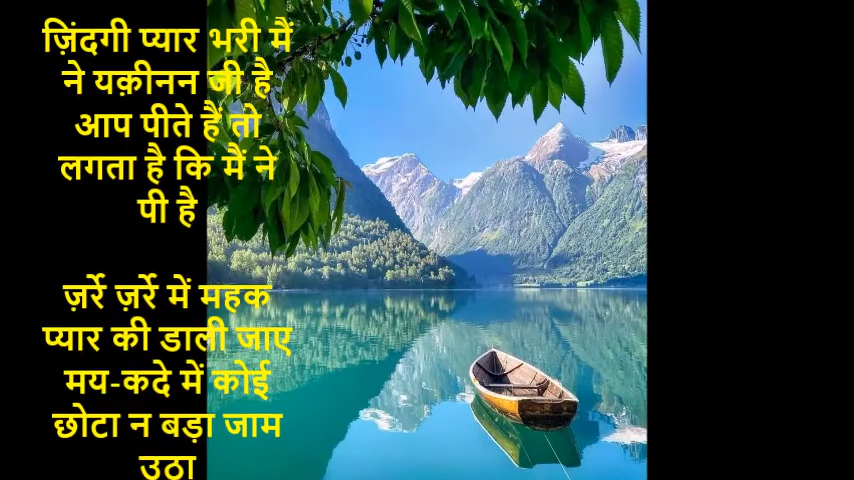 ज़िंदगी प्यार भरी मैं
ने यक़ीनन जी है
आप पीते हैं तो
लगता है कि मैं ने
पी है
ज़र्रे ज़र्रे में महक
प्यार की डाली जाए
मय-कदे में कोई
छोटा न बड़ा जाम
उठा